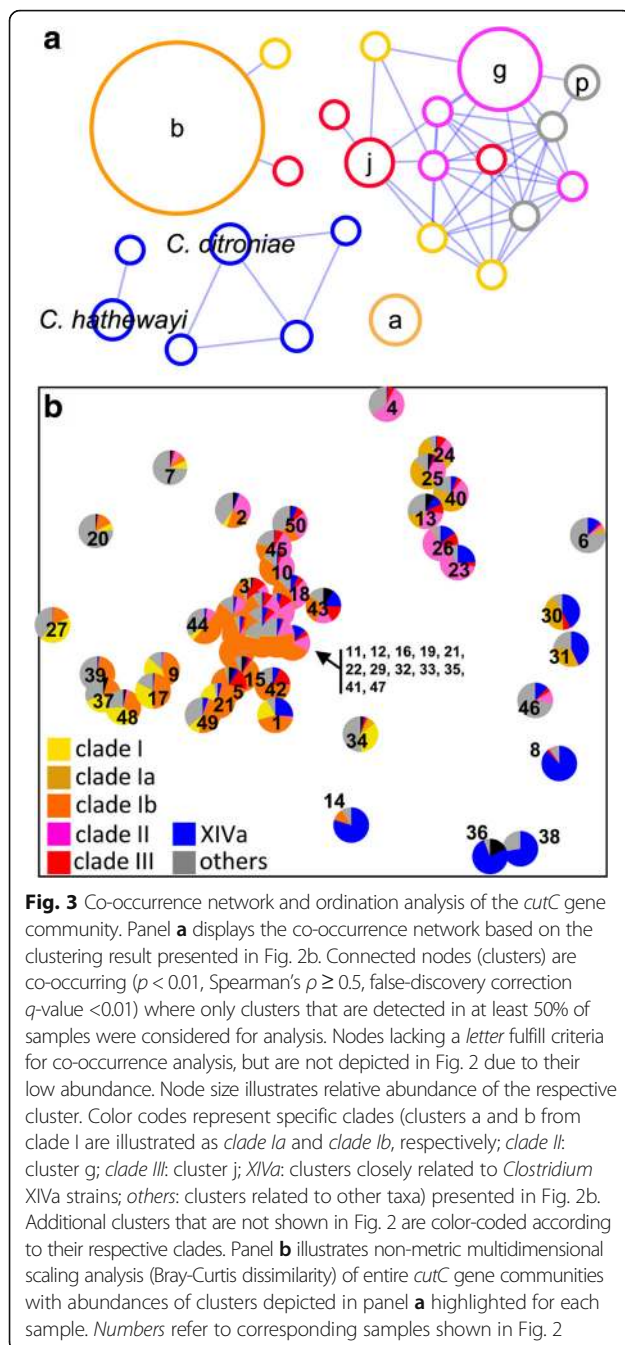 a
b
g
p
j
C. citroniae
C. hathewayi
a
b
4
24
25
40
7
2
50
13
20
45
26
23
6
10
3
18
43
44
27
30
11, 12, 16, 19, 21,
22, 29, 32, 33, 35,
41, 47
31
39
9
15
37
17
5
42
46
48
21
49
1
34
8
14
36
38
clade I
clade Ia
clade Ib
clade II
XIVa
clade III
others
Fig. 3 Co-occurrence network and ordination analysis of the cutC gene
community. Panel a displays the co-occurrence network based on the
clustering result presented in Fig. 2b. Connected nodes (clusters) are
co-occurring (p < 0.01, Spearman's ρ ≥ 0.5, false-discovery correction
q-value <0.01) where only clusters that are detected in at least 50% of
samples were considered for analysis. Nodes lacking a letter fulfill criteria
for co-occurrence analysis, but are not depicted in Fig. 2 due to their
low abundance. Node size illustrates relative abundance of the respective
cluster. Color codes represent specific clades (clusters a and b from
clade I are illustrated as clade Ia and clade Ib, respectively; clade II:
cluster g; clade III: cluster j; XIVa: clusters closely related to Clostridium
XIVa strains; others: clusters related to other taxa) presented in Fig. 2b.
Additional clusters that are not shown in Fig. 2 are color-coded according
to their respective clades. Panel b illustrates non-metric multidimensional
scaling analysis (Bray-Curtis dissimilarity) of entire cutC gene communities
with abundances of clusters depicted in panel a highlighted for each
sample. Numbers refer to corresponding samples shown in Fig. 2